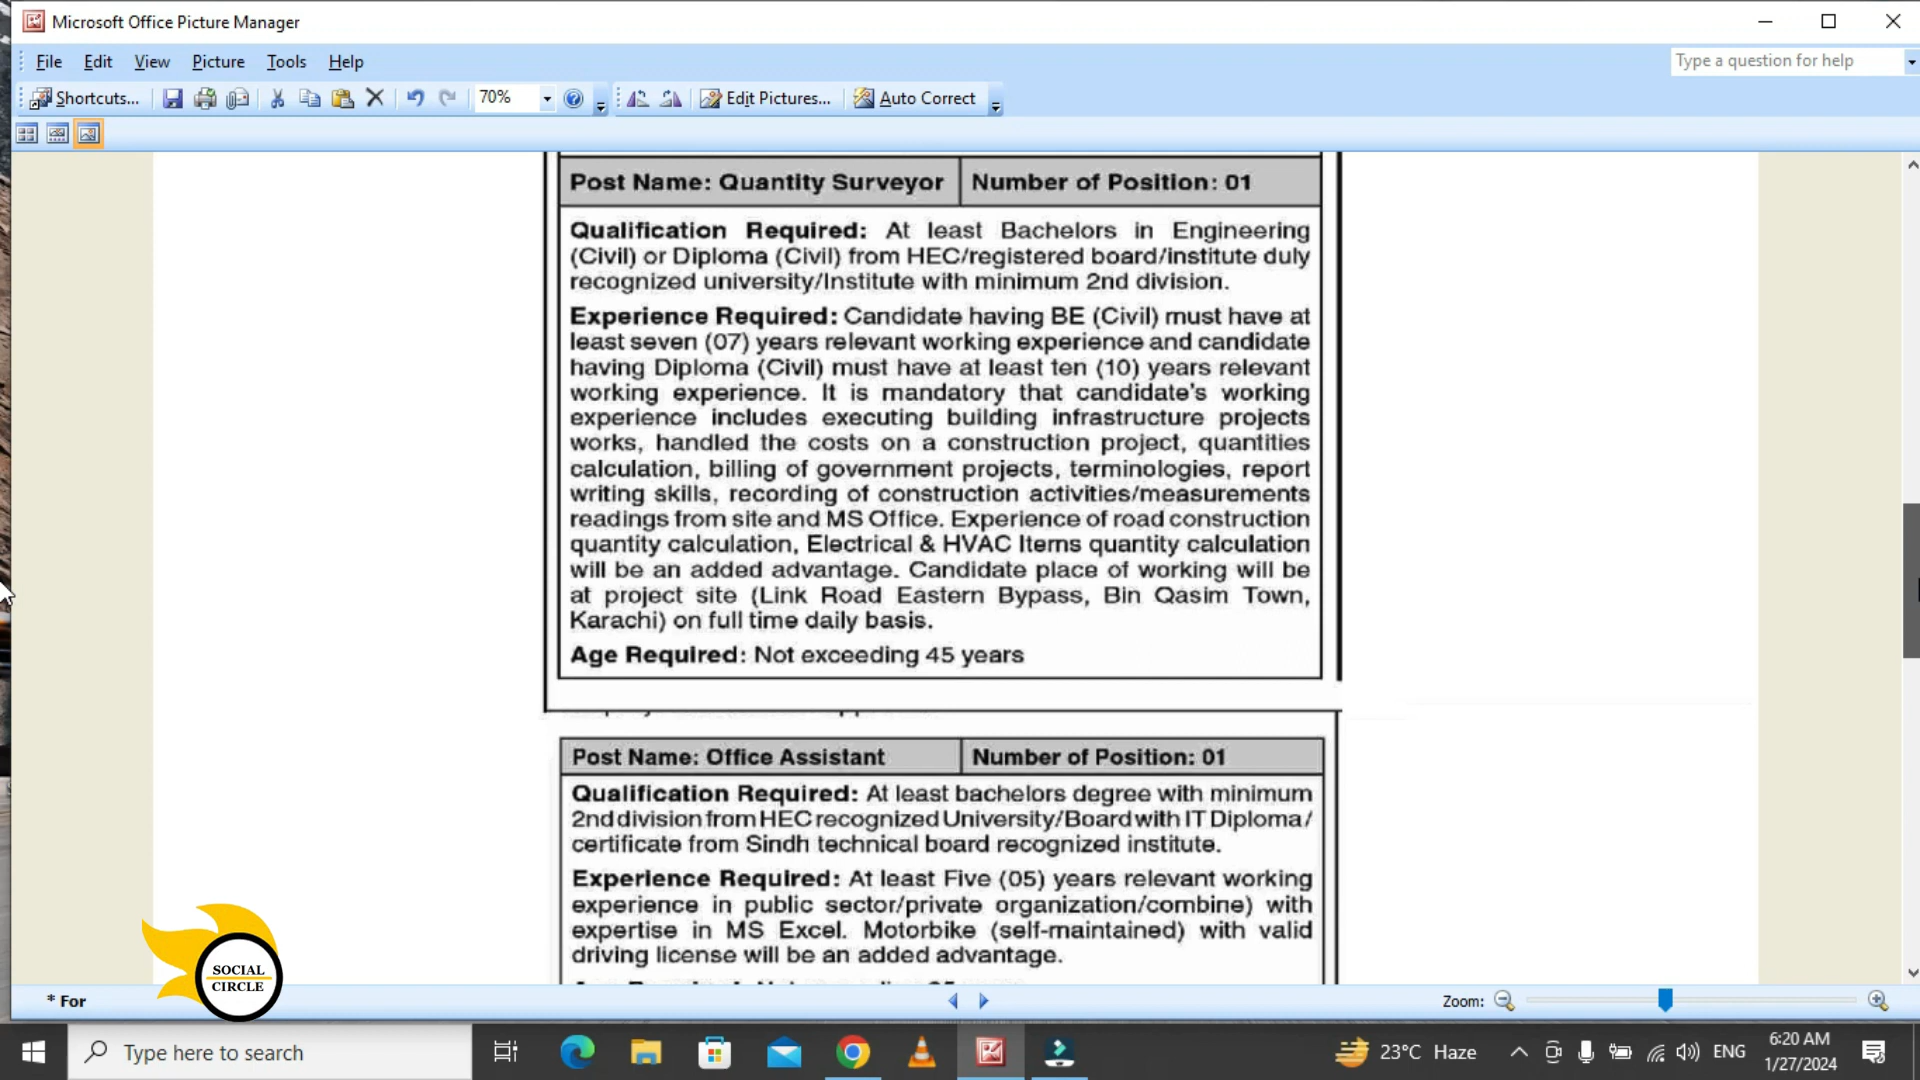 Microsoft Office Picture Manager
File Edit View Picture Tools Help
Type a question for help
Shortcuts...
70%
Edit Pictures...
Auto Correct
Post Name: Quantity Surveyor
Number of Position: 01
Qualification Required: At least Bachelors in Engineering
(Civil) or Diploma (Civil) from HEC/registered board/institute duly
recognized university/Institute with minimum 2nd division.
Experience Required: Candidate having BE (Civil) must have at
least seven (07) years relevant working experience and candidate
having Diploma (Civil) must have at least ten (10) years relevant
working experience. It is mandatory that candidate's working
experience includes executing building infrastructure projects
works, handled the costs on a construction project, quantities
calculation, billing of government projects, terminologies, report
writing skills, recording of construction activities/measurements
readings from site and MS Office. Experience of road construction
quantity calculation, Electrical & HVAC Items quantity calculation
will be an added advantage. Candidate place of working will be
at project site (Link Road Eastern Bypass, Bin Qasim Town,
Karachi) on full time daily basis.
Age Required: Not exceeding 45 years
Post Name: Office Assistant
Number of Position: 01
Qualification Required: At least bachelors degree with minimum
2nd division from HEC recognized University/Board with IT Diploma/
certificate from Sindh technical board recognized institute.
Experience Required: At least Five (05) years relevant working
experience in public sector/private organization/combine) with
expertise in MS Excel. Motorbike (self-maintained) with valid
driving license will be an added advantage.
SOCIAL
CIRCLE
* For
Zoom:
Type here to search
23°C Haze
ENG
6:20 AM
1/27/2024